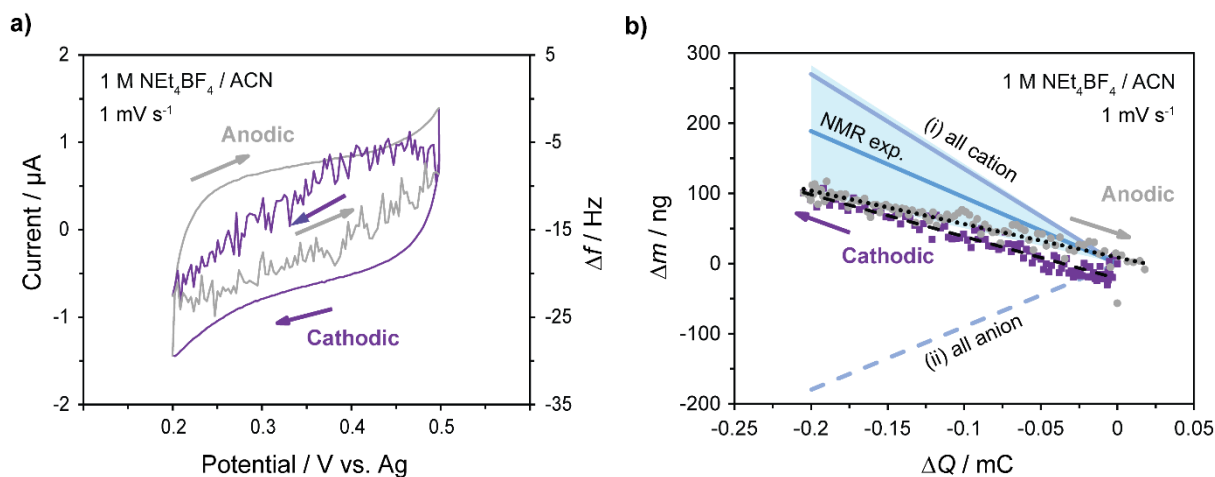 a)
1 M NEt₄BF₄ / ACN
1 mV s⁻¹
Anodic
Cathodic
2
1
0
-1
-2
Current / µA
5
-5
-15
-25
-35
Δf / Hz
0.2
0.3
0.4
0.5
Potential / V vs. Ag
b)
1 M NEt₄BF₄ / ACN
1 mV s⁻¹
(i) all cation
NMR exp.
Anodic
Cathodic
(ii) all anion
300
200
100
0
-100
200
Δm / ng
-0.25
-0.2
-0.15
-0.1
-0.05
0
0.05
ΔQ / mC